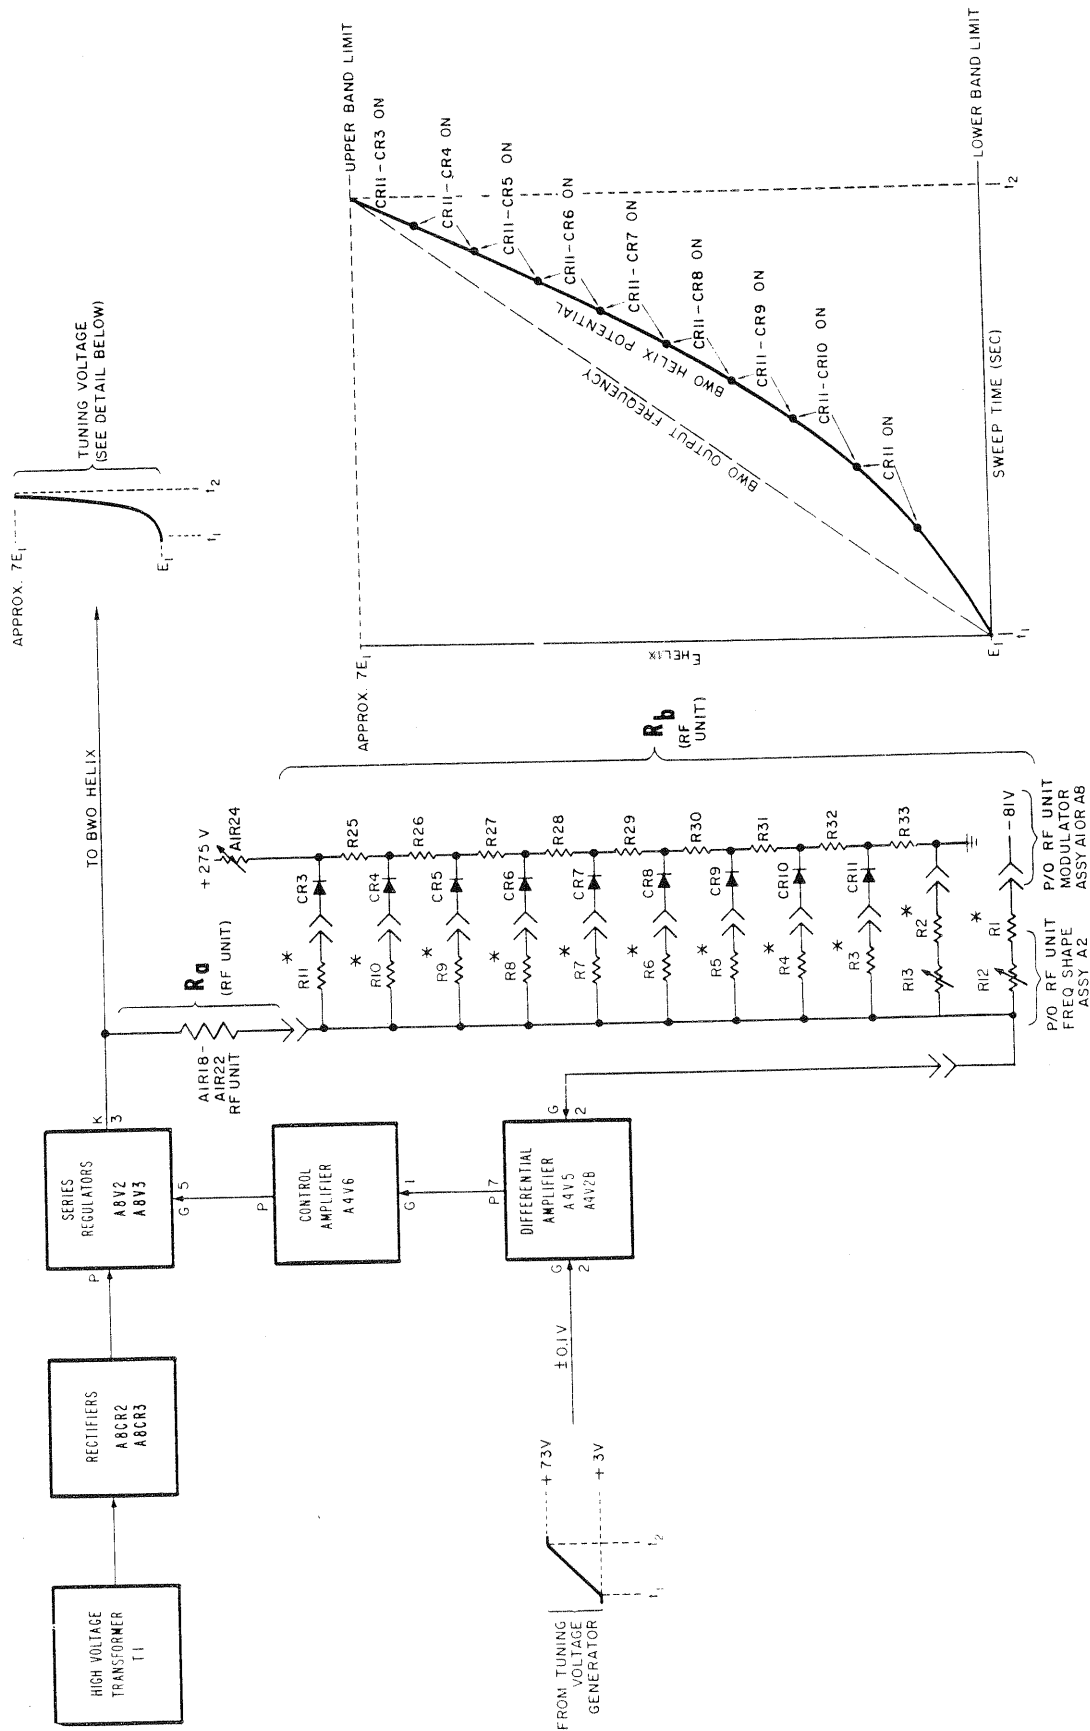 HIGH VOLTAGE
TRANSFORMER
T1
RECTIFIERS
A8CR2
A8CR3
P
SERIES
REGULATORS
A8V2
A8V3
K
3
G 5
TO BWO HELIX
P
CONTROL
AMPLIFIER
A4V6
G 1
P 7
DIFFERENTIAL
AMPLIFIER
A4V5
A4V2B
G
2
G
2
FROM TUNING
VOLTAGE
GENERATOR
+73V
+3V
t1
t2
±0.1V
A1R18-
A1R22
RF UNIT
Ra
(RF UNIT)
+275V
A1R24
R11 * CR3
R25
R10 * CR4
R26
R9 * CR5
R27
R8 * CR6
R28
R7 * CR7
R29
R6 * CR8
R30
R5 * CR9
R31
R4 * CR10
R32
R3 * CR11
R33
R13 R2 *
R12 R1 * -81V
P/O RF UNIT
FREQ SHAPE
ASSY A2
P/O RF UNIT
MODULATOR
ASSY A1 OR A8
Rb
(RF
UNIT)
APPROX. 7E1
E1
t1
t2
TUNING VOLTAGE
(SEE DETAIL BELOW)
APPROX. 7E1
EHELIX
E1
t1
UPPER BAND LIMIT
CR11-CR3 ON
CR11-CR4 ON
CR11-CR5 ON
CR11-CR6 ON
CR11-CR7 ON
CR11-CR8 ON
CR11-CR9 ON
CR11-CR10 ON
CR11 ON
BWO OUTPUT FREQUENCY
BWO HELIX POTENTIAL
SWEEP TIME (SEC)
LOWER BAND LIMIT
t2